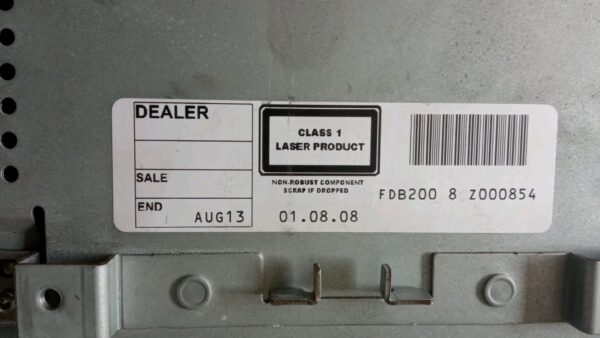 DEALER
SALE
END AUG13
CLASS 1
LASER PRODUCT
NON-ROBUST COMPONENT
SCRAP IF DROPPED
01.08.08
FDB200 8 Z000854